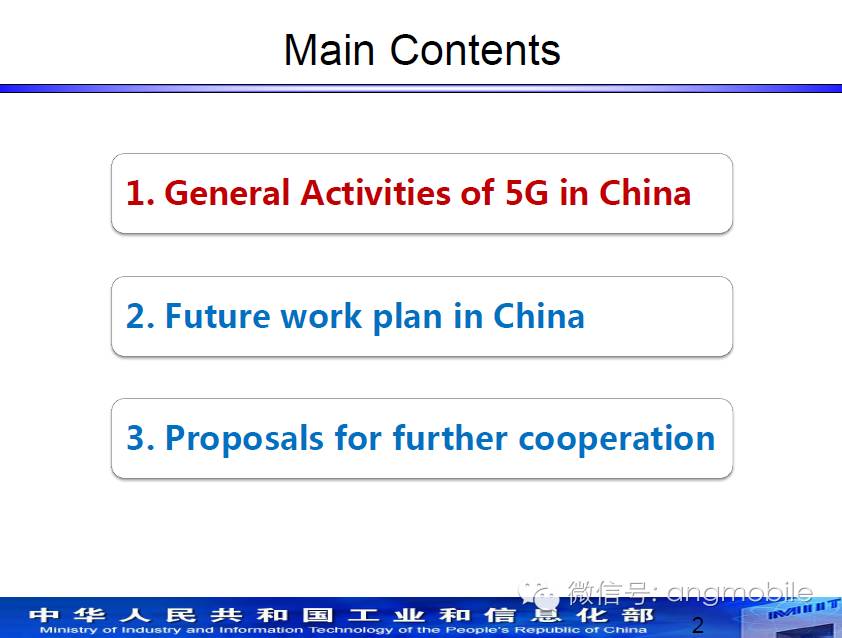 Main Contents
1. General Activities of 5G in China
2. Future work plan in China
3. Proposals for further cooperation
微信号: angmobile
中华人民共和国工业和信息化部
Ministry of Industry and Information Technology of the People's Republic of China
2